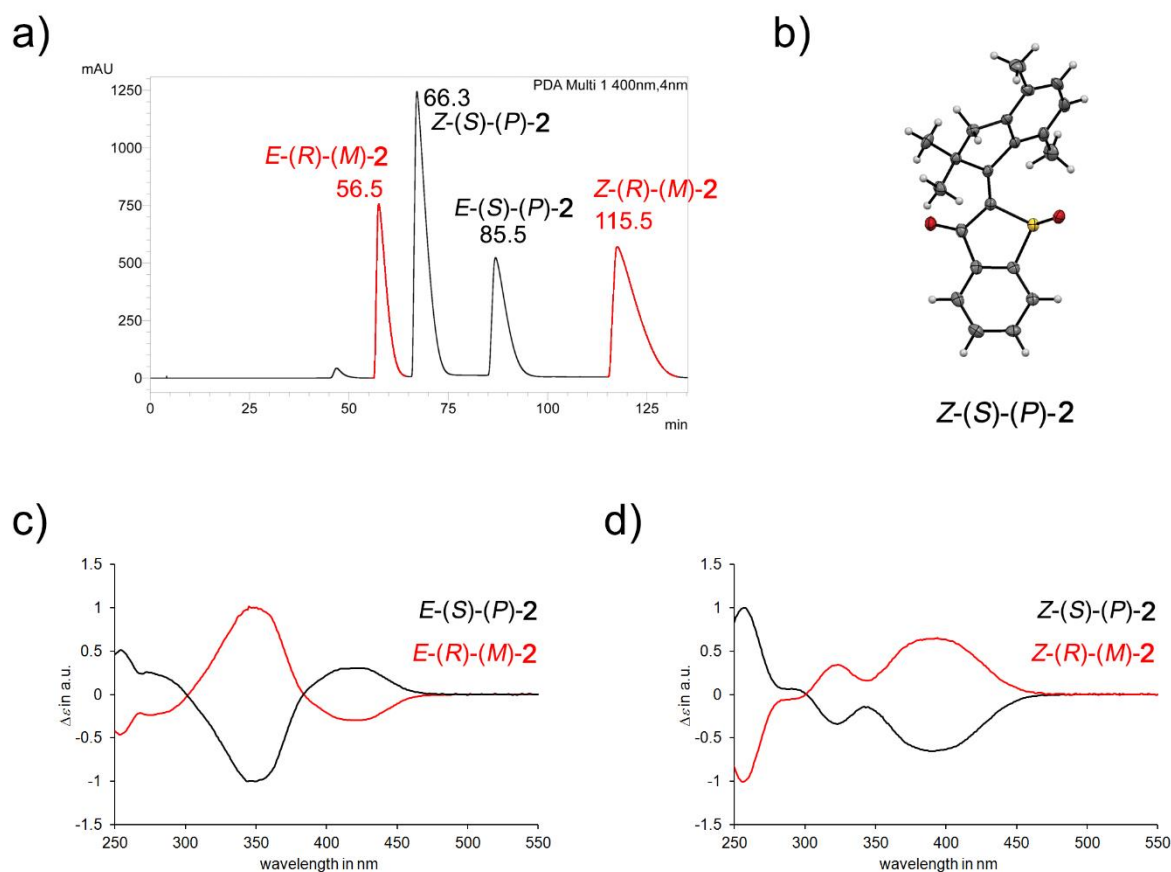 a)
mAU
PDA Multi 1 400nm,4nm
1250
1000
750
500
250
0
E-(R)-(M)-2
56.5
66.3
Z-(S)-(P)-2
E-(S)-(P)-2
85.5
Z-(R)-(M)-2
115.5
0 25 50 75 100 125
min
b)
Z-(S)-(P)-2
c)
1.5
1
0.5
0
-0.5
-1
-1.5
Δε in a.u.
E-(S)-(P)-2
E-(R)-(M)-2
250 300 350 400 450 500 550
wavelength in nm
d)
1.5
1
0.5
0
-0.5
-1
-1.5
Δε in a.u.
Z-(S)-(P)-2
Z-(R)-(M)-2
250 300 350 400 450 500 550
wavelength in nm